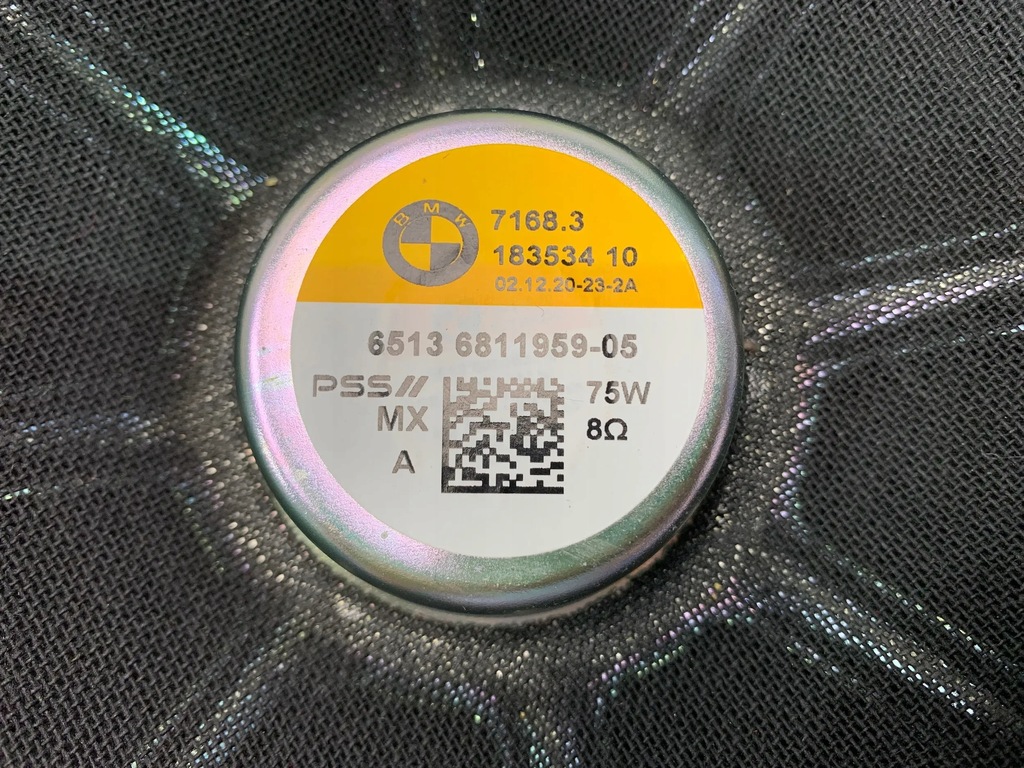 BMW
7168.3
183534 10
02.12.20-23-2A
6513 6811959-05
PSS//
75W
MX
8Ω
A